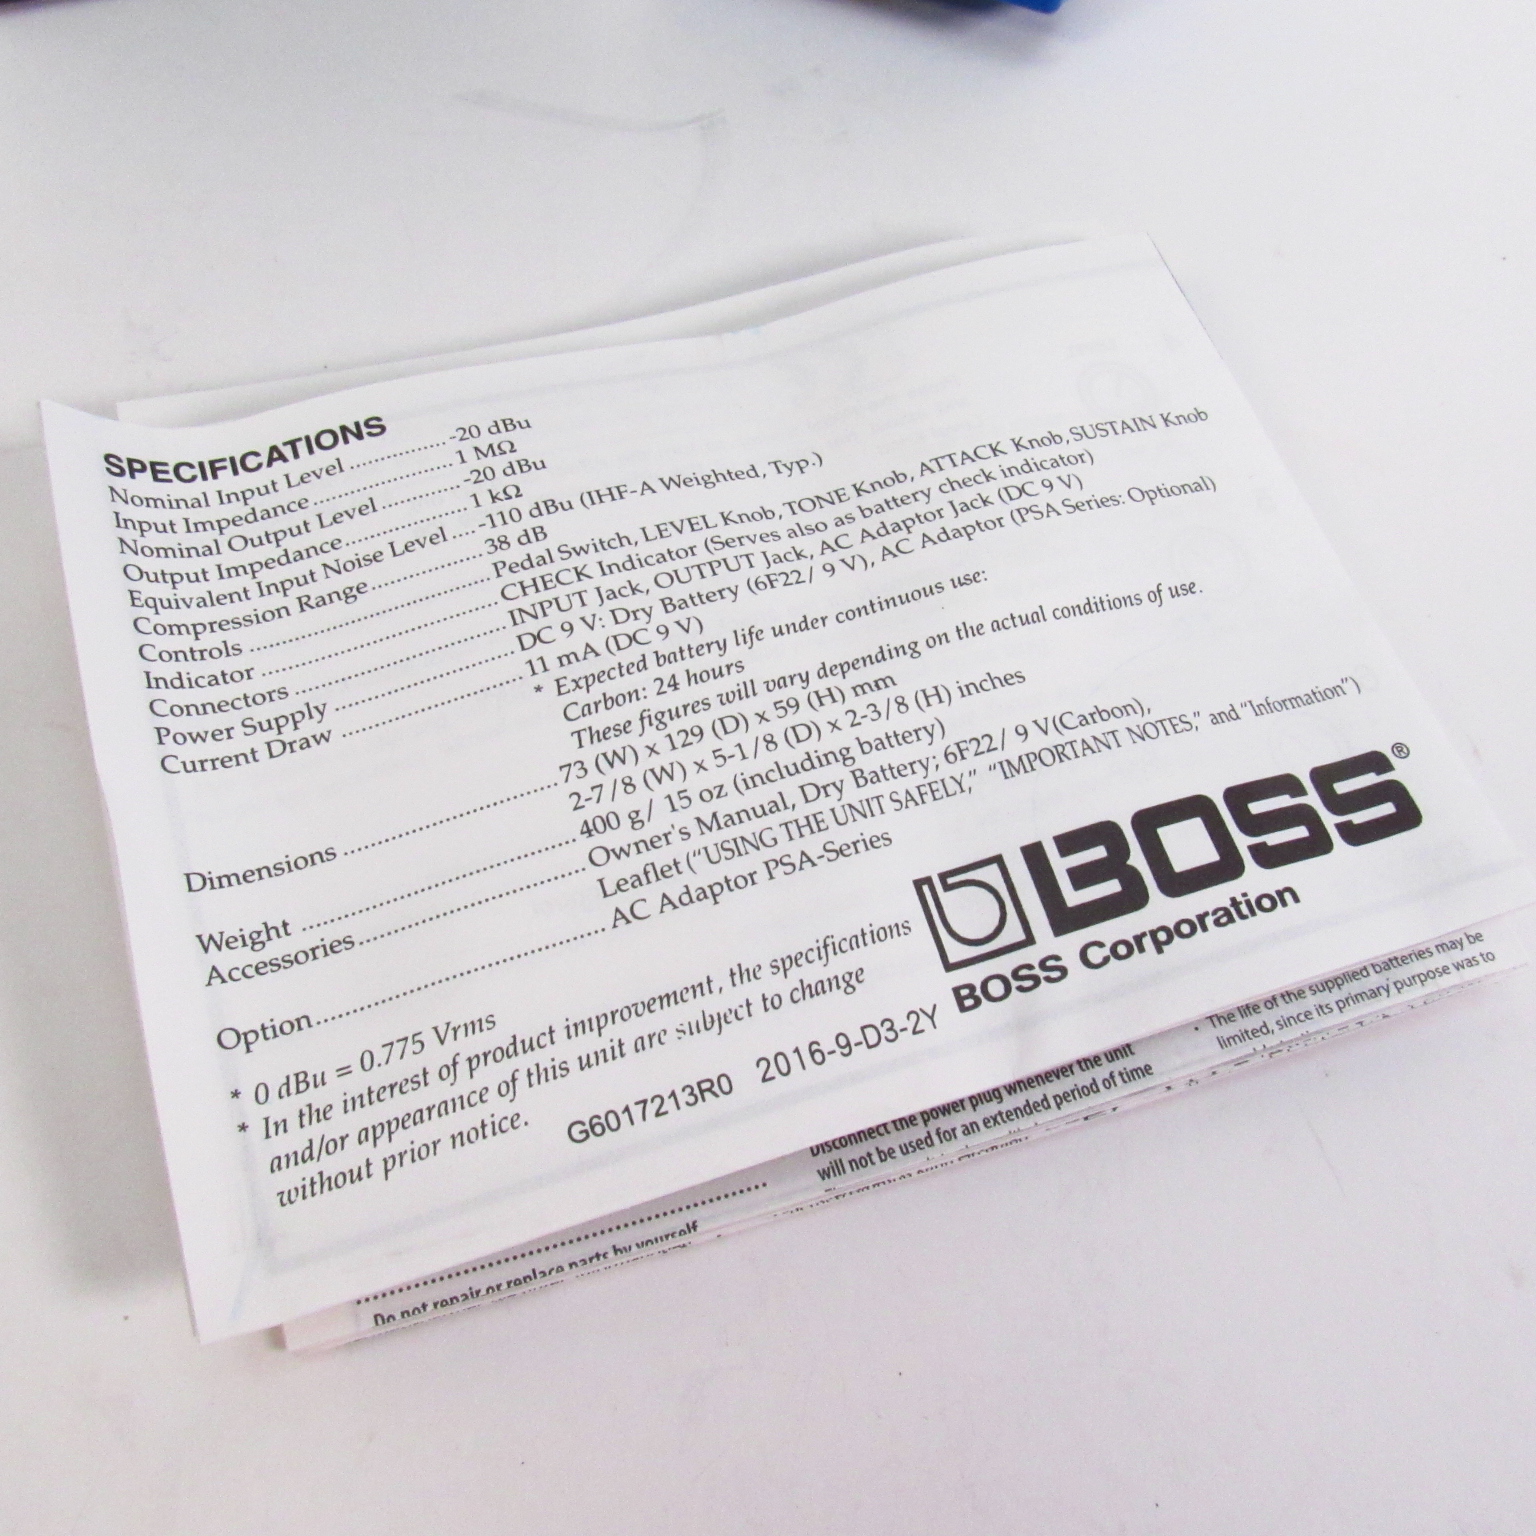 SPECIFICATIONS
Nominal Input Level ................ -20 dBu
Input Impedance ....................... 1 MΩ
Nominal Output Level ............. -20 dBu
Output Impedance .................... 1 kΩ
Equivalent Input Noise Level .... -110 dBu (IHF-A Weighted, Typ.)
Compression Range ................... 38 dB
Controls ........................................ Pedal Switch, LEVEL Knob, TONE Knob, ATTACK Knob, SUSTAIN Knob
Indicator ....................................... CHECK Indicator (Serves also as battery check indicator)
Connectors ................................... INPUT Jack, OUTPUT Jack, AC Adaptor Jack (DC 9 V)
Power Supply .............................. DC 9 V: Dry Battery (6F22/ 9 V), AC Adaptor (PSA Series: Optional)
Current Draw .............................. 11 mA (DC 9 V)
* Expected battery life under continuous use:
Carbon: 24 hours
These figures will vary depending on the actual conditions of use.
Dimensions .................................. 73 (W) x 129 (D) x 59 (H) mm
2-7/8 (W) x 5-1/8 (D) x 2-3/8 (H) inches
Weight .......................................... 400 g/ 15 oz (including battery)
Accessories ................................... Owner's Manual, Dry Battery; 6F22/ 9 V(Carbon),
Leaflet ("USING THE UNIT SAFELY," "IMPORTANT NOTES," and "Information")
Option ............................................ AC Adaptor PSA-Series
* 0 dBu = 0.775 Vrms
* In the interest of product improvement, the specifications
and/or appearance of this unit are subject to change
without prior notice.
BOSS®
BOSS Corporation
G6017213R0 2016-9-D3-2Y
• The life of the supplied batteries may be
limited, since its primary purpose was to
Disconnect the power plug whenever the unit
will not be used for an extended period of time
Do not repair or replace parts by yourself